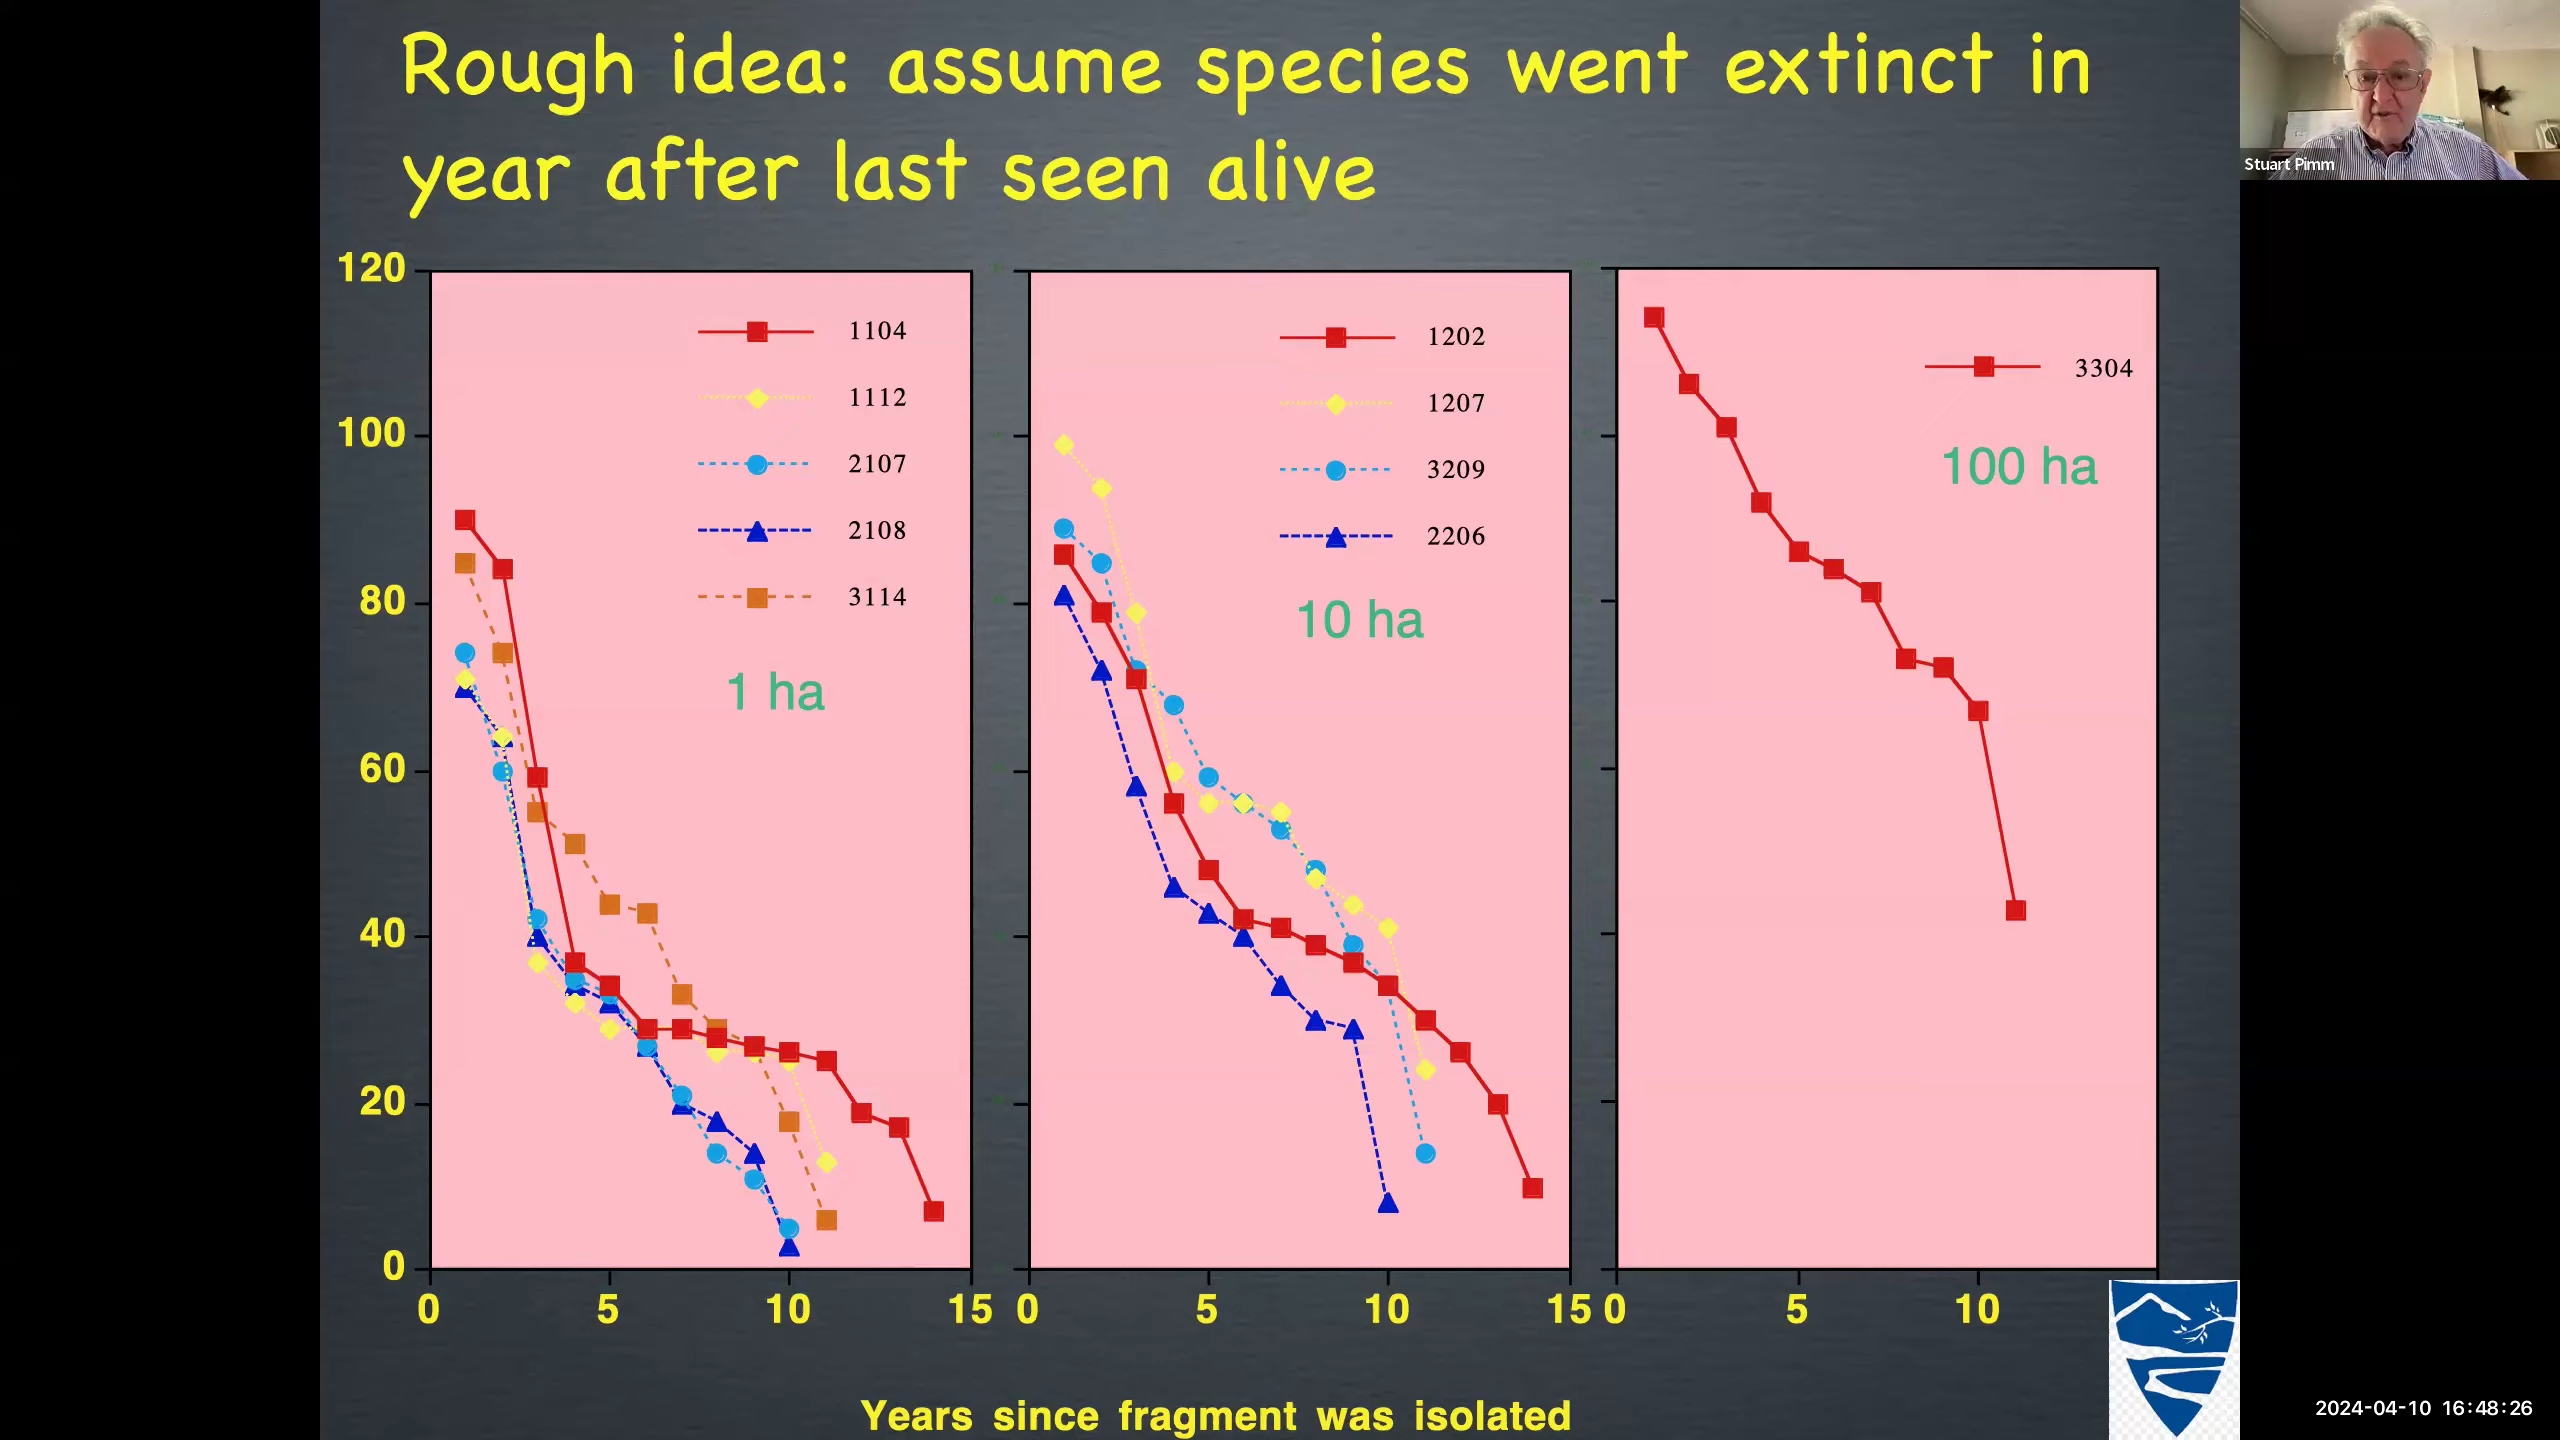 Rough idea: assume species went extinct in
year after last seen alive
Stuart Pimm
120
100
80
60
40
20
0
1104
1112
2107
2108
3114
1 ha
0 5 10 15
1202
1207
3209
2206
10 ha
0 5 10 15
3304
100 ha
0 5 10
Years since fragment was isolated
2024-04-10 16:48:26